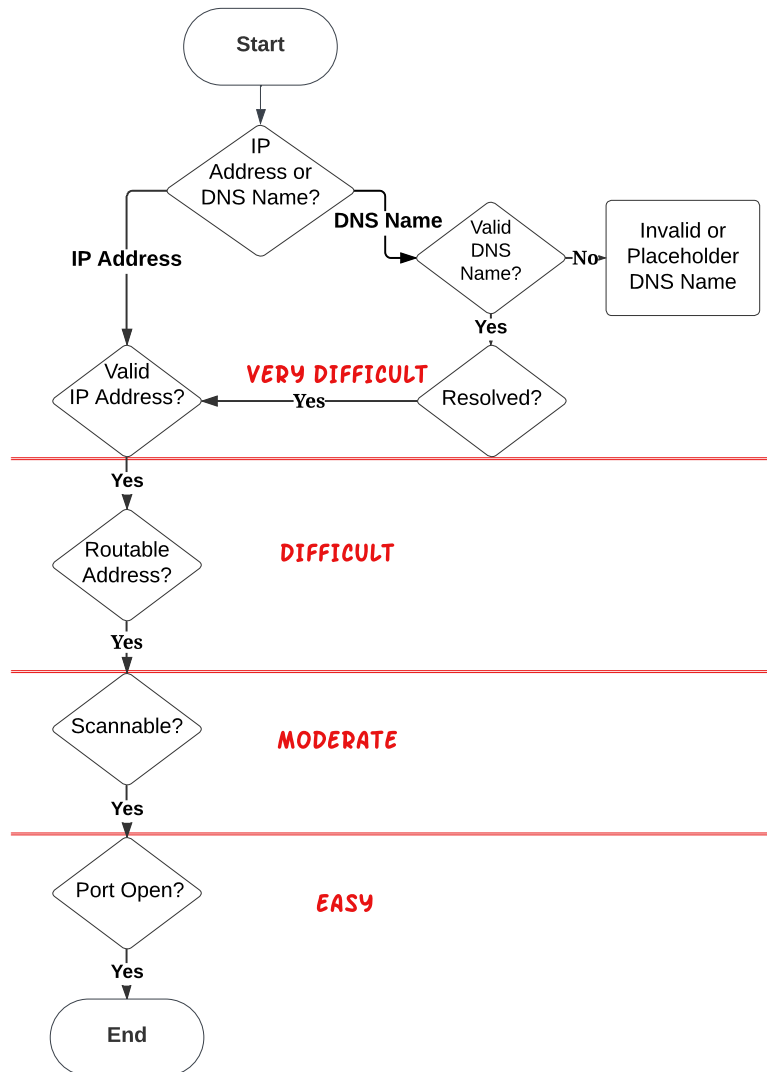 Start
IP
Address or
DNS Name?
DNS Name
IP Address
Valid
DNS
Name?
No
Invalid or
Placeholder
DNS Name
Yes
Valid
IP Address?
VERY DIFFICULT
Yes
Resolved?
Yes
Routable
Address?
DIFFICULT
Yes
Scannable?
MODERATE
Yes
Port Open?
EASY
Yes
End